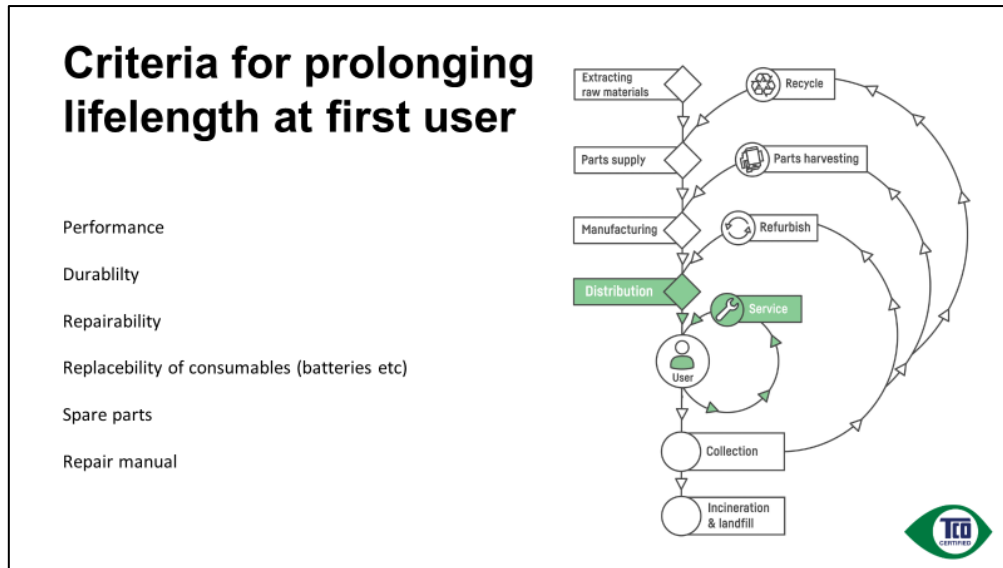 Criteria for prolonging
lifelength at first user
Performance
Durablilty
Repairability
Replacebility of consumables (batteries etc)
Spare parts
Repair manual
Extracting
raw materials
Recycle
Parts supply
Parts harvesting
Manufacturing
Refurbish
Distribution
Service
User
Collection
Incineration
& landfill
TCO
CERTIFIED